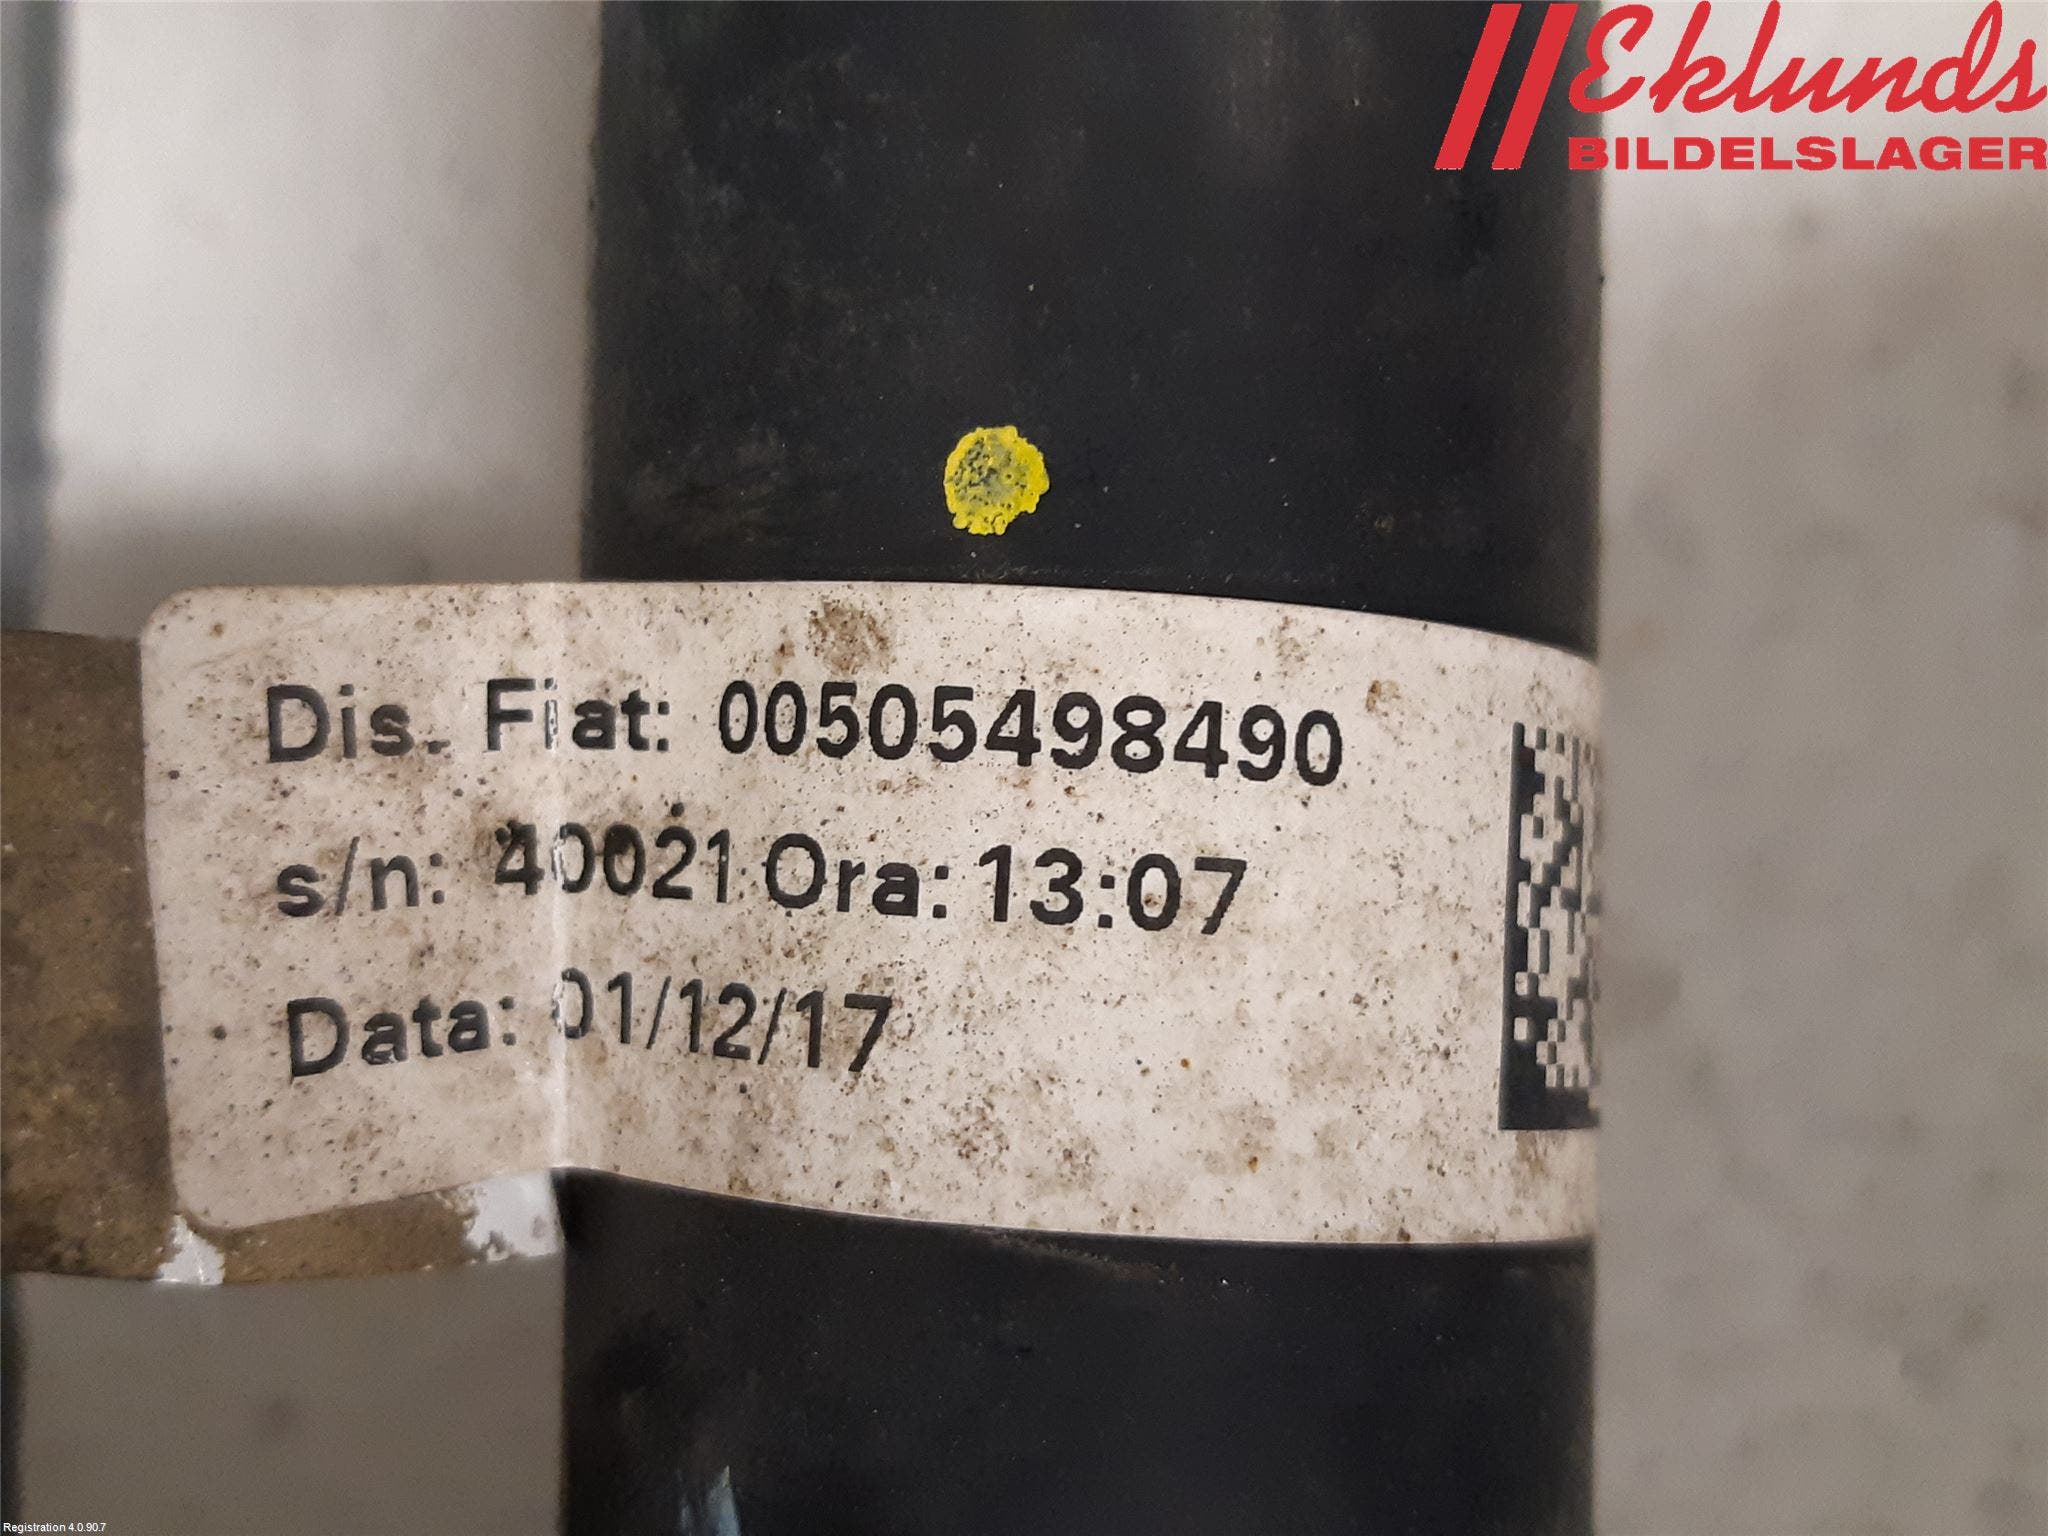 Eklunds
BILDELSLAGER
Dis. Fiat: 00505498490
s/n: 40021 Ora: 13:07
Data: 01/12/17
Registration 4.0.90.7